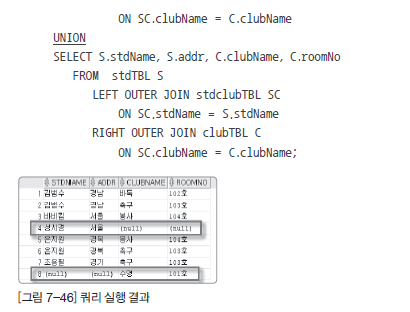 ON SC.clubName = C.clubName
UNION
SELECT S.stdName, S.addr, C.clubName, C.roomNo
FROM stdTBL S
LEFT OUTER JOIN stdclubTBL SC
ON SC.stdName = S.stdName
RIGHT OUTER JOIN clubTBL C
ON SC.clubName = C.clubName;
STDNAME ADDR CLUBNAME ROOMNO
1 김범수 경남 바둑 102호
2 김범수 경남 축구 103호
3 바비킴 서울 봉사 104호
4 성시경 서울 (null) (null)
5 은지원 경북 봉사 104호
6 은지원 경북 축구 103호
7 조용필 경기 축구 103호
8 (null) (null) 수영 101호
[그림 7-46] 쿼리 실행 결과